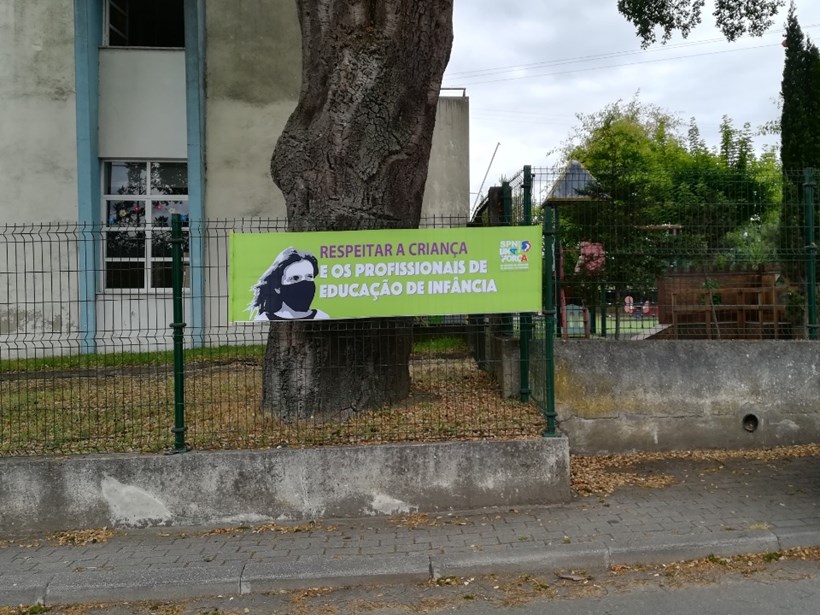 RESPEITAR A CRIANÇA
E OS PROFISSIONAIS DE
EDUCAÇÃO DE INFÂNCIA
SPN